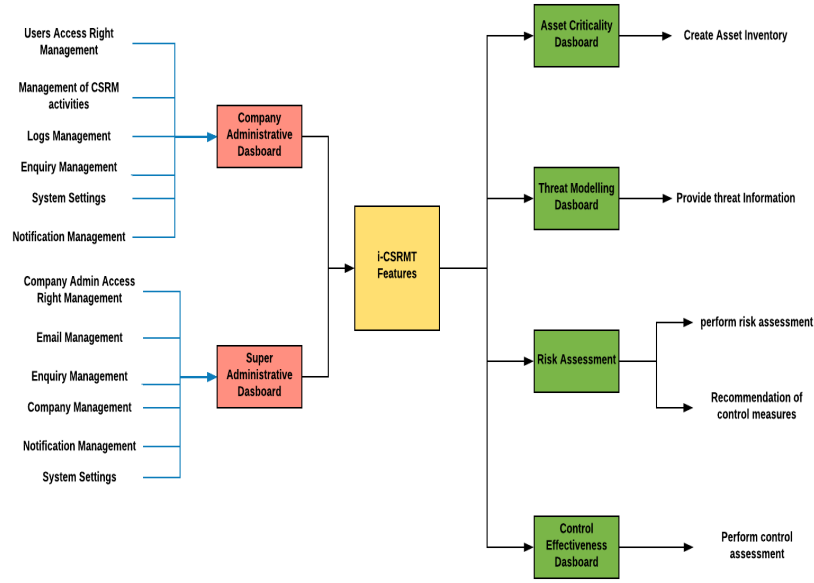 Users Access Right
Management
Management of CSRM
activities
Logs Management
Enquiry Management
System Settings
Notification Management
Company
Administrative
Dasboard
Company Admin Access
Right Management
Email Management
Enquiry Management
Company Management
Notification Management
System Settings
Super
Administrative
Dasboard
i-CSRMT
Features
Asset Criticality
Dasboard
Create Asset Inventory
Threat Modelling
Dasboard
Provide threat Information
Risk Assessment
perform risk assessment
Recommendation of
control measures
Control
Effectiveness
Dasboard
Perform control
assessment